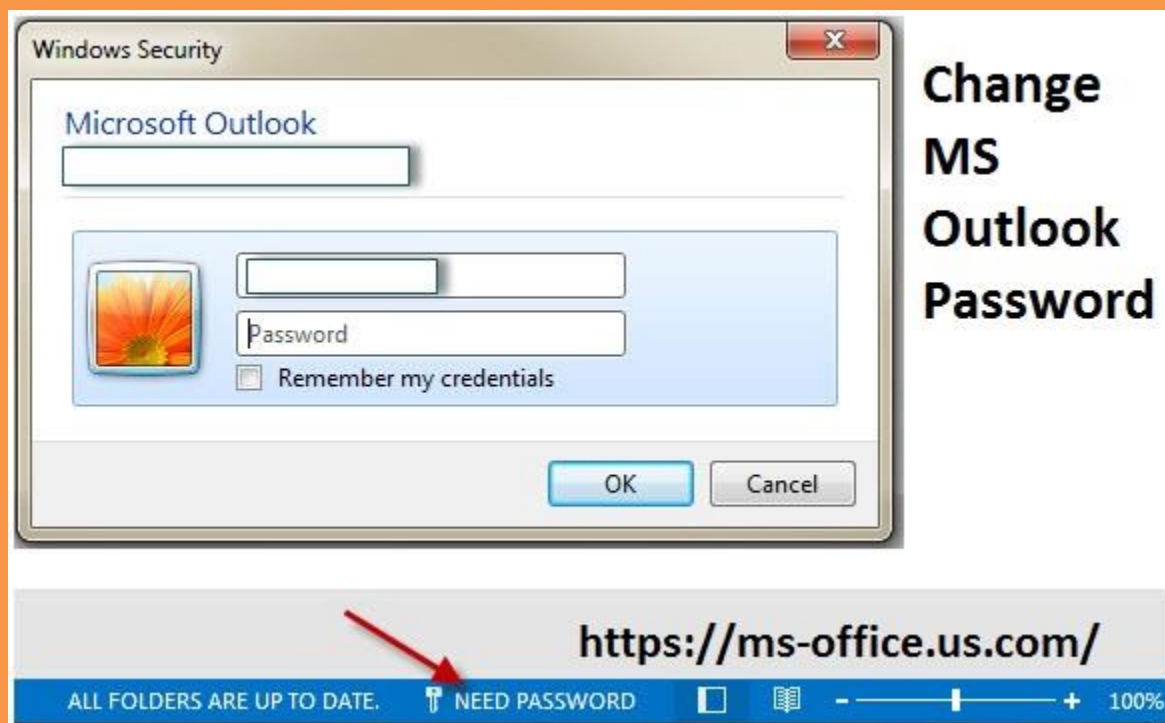 Windows Security
Microsoft Outlook
Password
Remember my credentials
OK
Cancel
Change
MS
Outlook
Password
https://ms-office.us.com/
ALL FOLDERS ARE UP TO DATE. NEED PASSWORD - + 100%